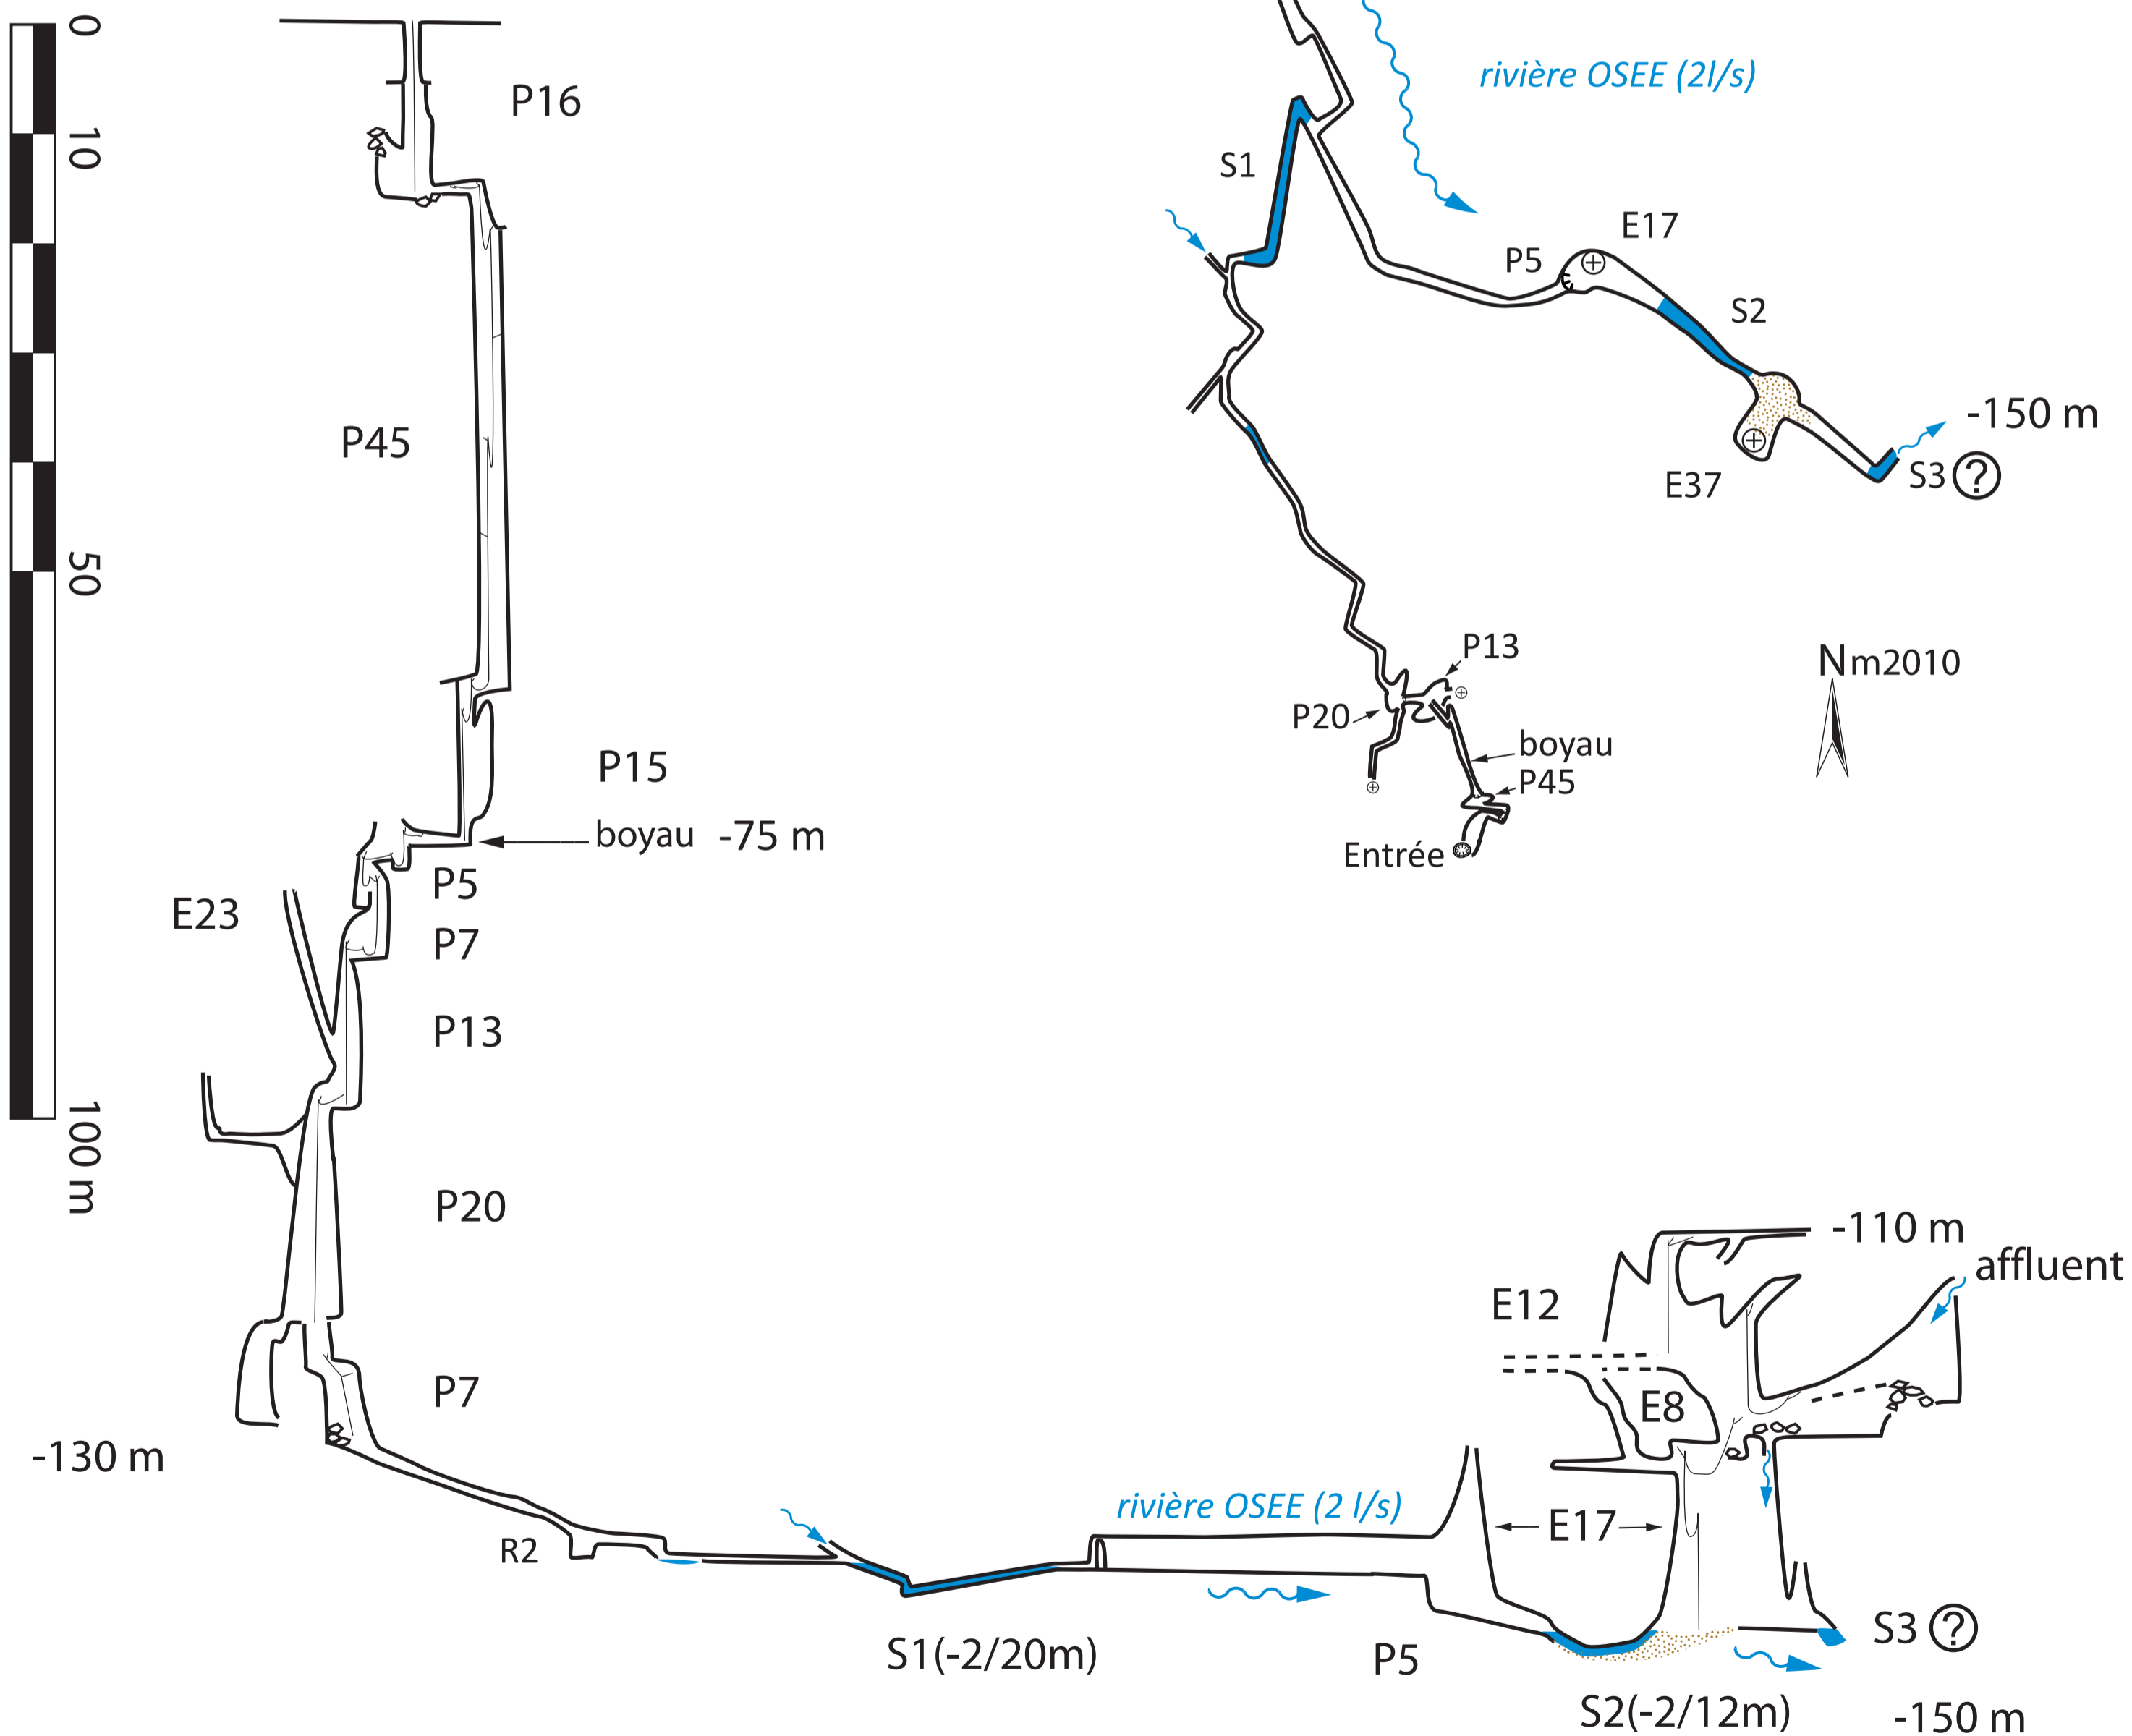 0
10
50
100 m
P16
P45
P15
boyau -75 m
P5
E23
P7
P13
P20
P7
-130 m
R2
rivière OSEE (2 l/s)
S1(-2/20m)
P5
E17
S2(-2/12m)
-150 m
S3 ?
E8
E12
-110 m
affluent
rivière OSEE (2l/s)
S1
P5
E17
S2
-150 m
S3 ?
E37
P13
P20
boyau
P45
Entrée
Nm2010